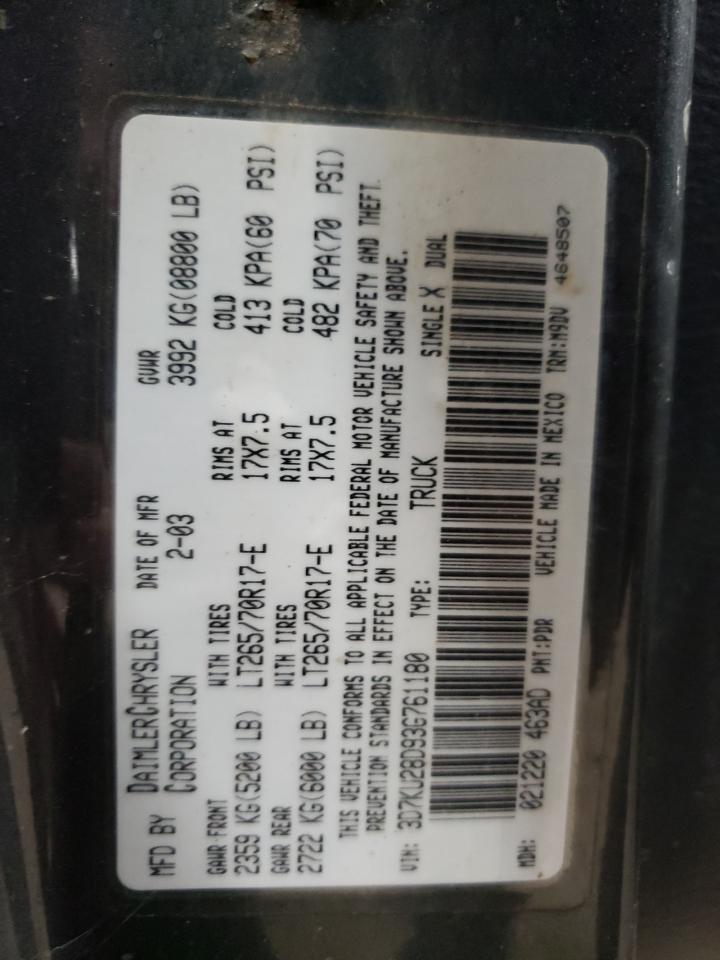 MFD BY DAIMLERCHRYSLER CORPORATION DATE OF MFR 2-03 GVWR 3992 KG(08800 LB)
GAWR-FRONT WITH TIRES RIMS AT COLD
2359 KG(5200 LB) LT265/70R17-E 17X7.5 413 KPA(60 PSI)
GAWR REAR WITH TIRES RIMS AT COLD
2722 KG(6000 LB) LT265/70R17-E 17X7.5 482 KPA(70 PSI)
THIS VEHICLE CONFORMS TO ALL APPLICABLE FEDERAL MOTOR VEHICLE SAFETY AND THEFT
PREVENTION STANDARDS IN EFFECT ON THE DATE OF MANUFACTURE SHOWN ABOVE.
VIN: 3D7KU28D93G761180 TYPE: TRUCK SINGLE X DUAL
MDH: 021220 463AD PNT:PDR VEHICLE MADE IN MEXICO TRM:M9DV 4648507